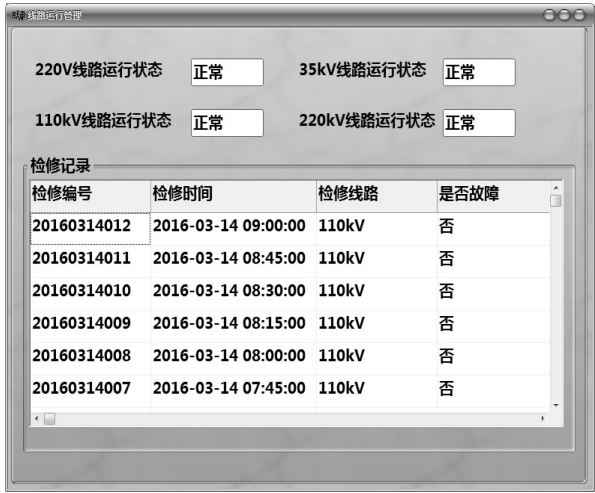 线路运行管理
220V线路运行状态 正常 35kV线路运行状态 正常
110kV线路运行状态 正常 220kV线路运行状态 正常
检修记录
检修编号 检修时间 检修线路 是否故障
20160314012 2016-03-14 09:00:00 110kV 否
20160314011 2016-03-14 08:45:00 110kV 否
20160314010 2016-03-14 08:30:00 110kV 否
20160314009 2016-03-14 08:15:00 110kV 否
20160314008 2016-03-14 08:00:00 110kV 否
20160314007 2016-03-14 07:45:00 110kV 否